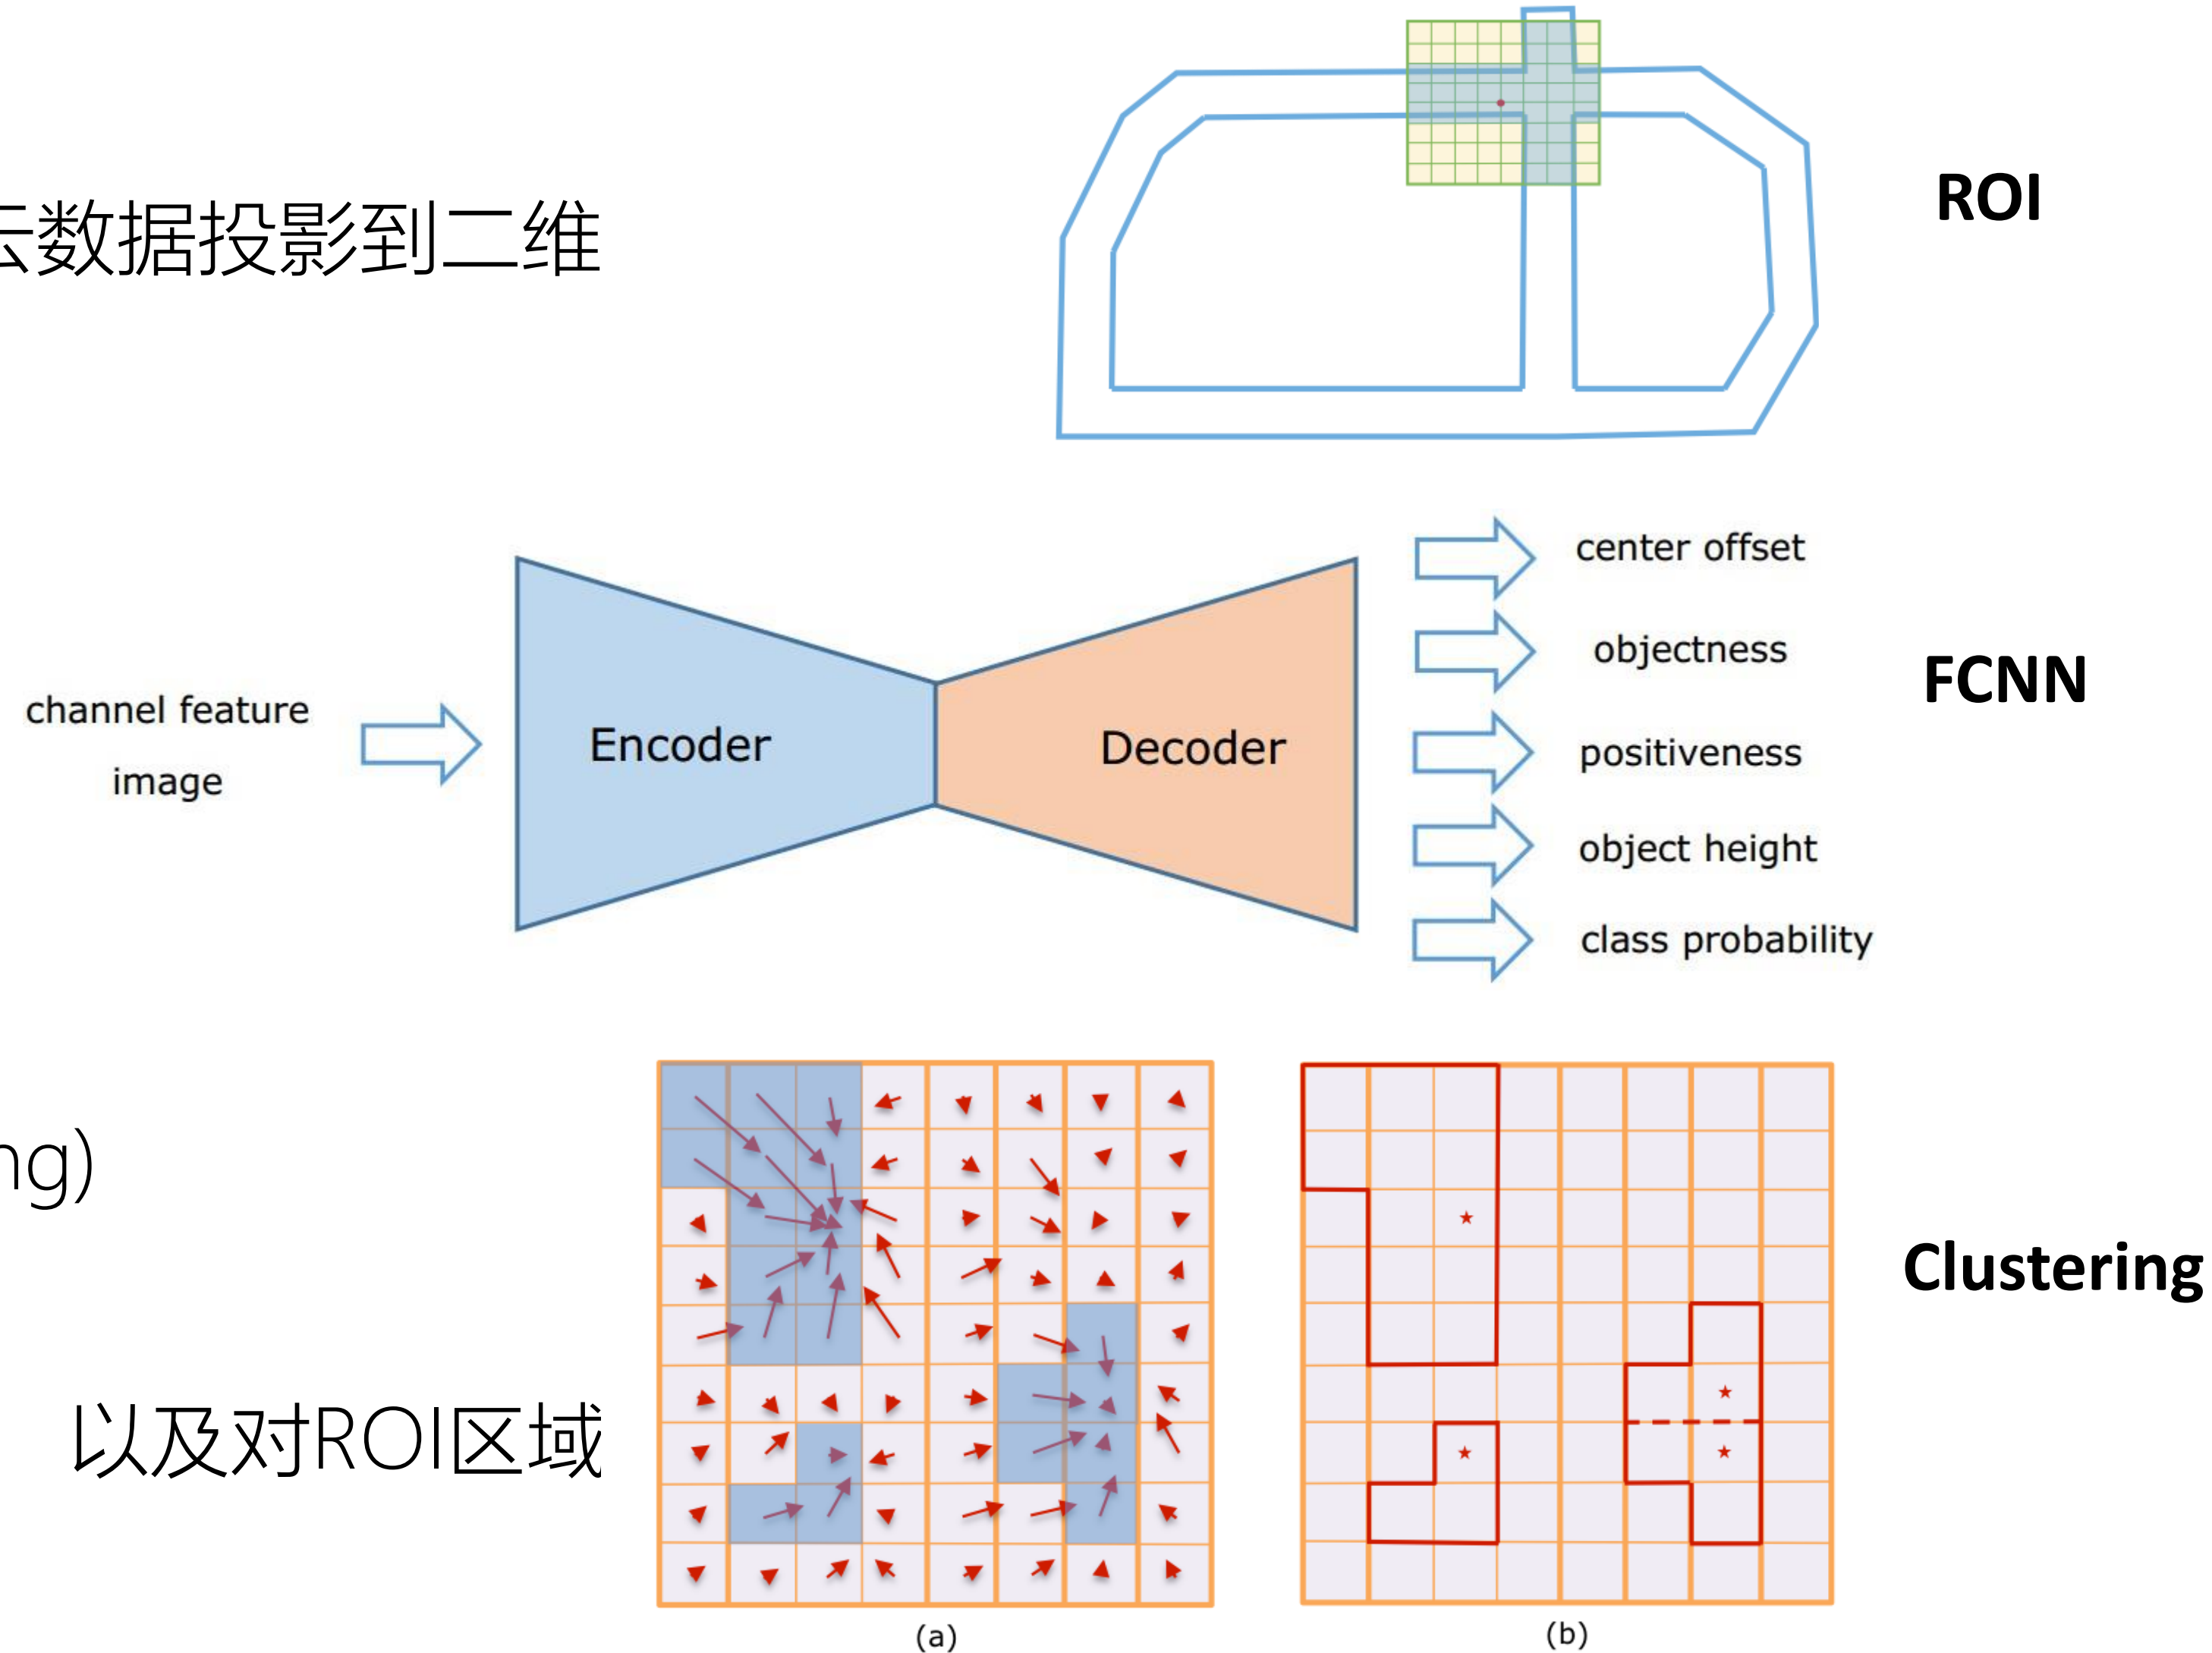 ROI
云数据投影到二维
center offset
objectness
FCNN
channel feature
image
Encoder
Decoder
positiveness
object height
class probability
ng)
Clustering
以及对ROI区域
(a)
(b)